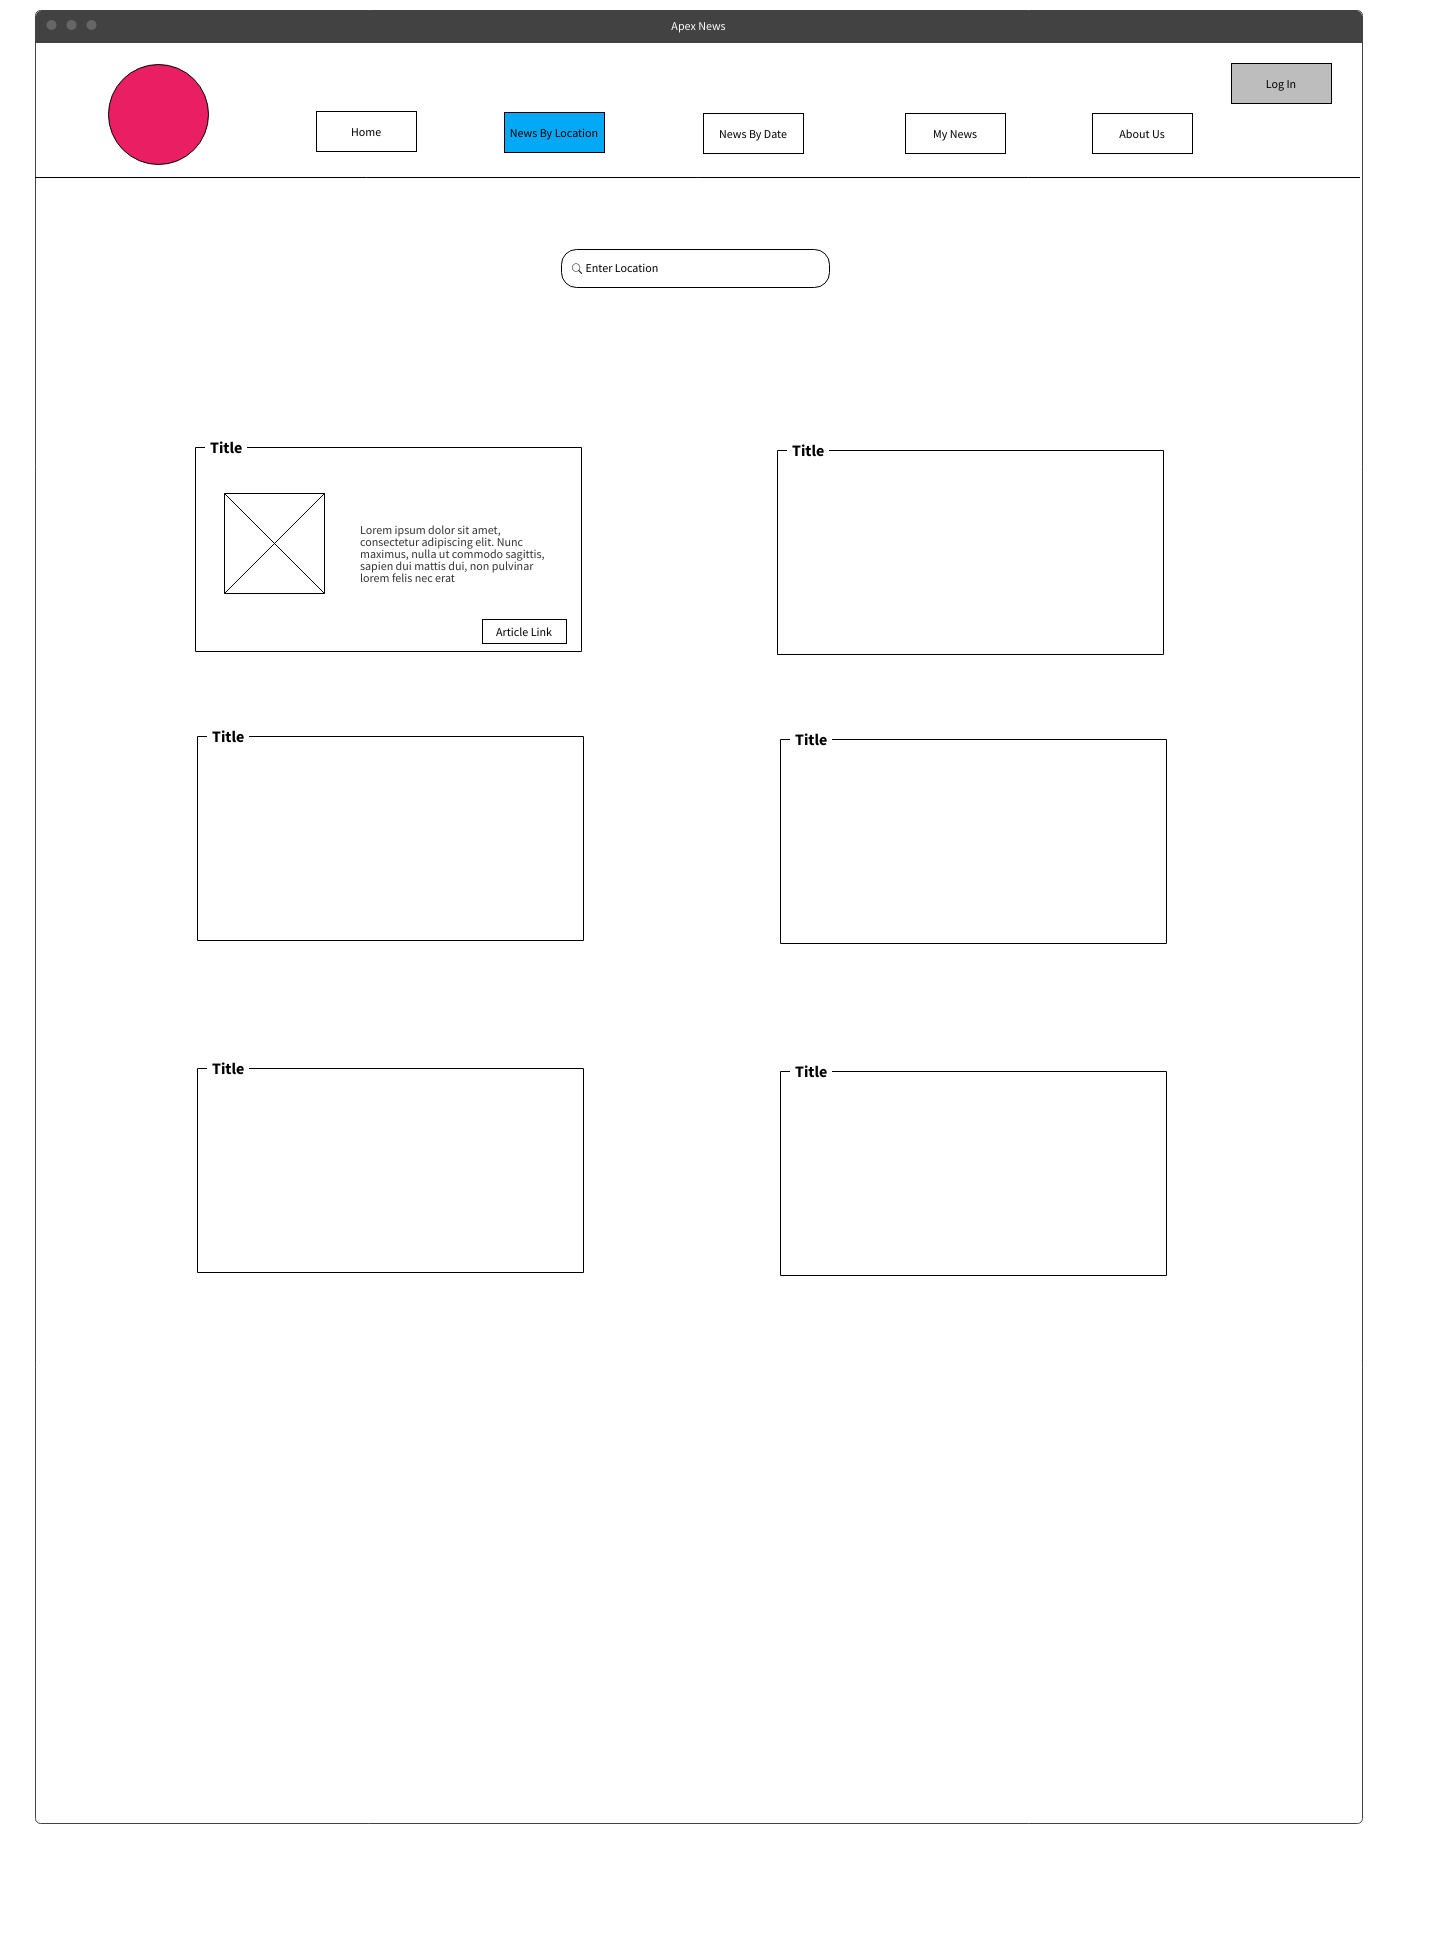 Apex News
Log In
Home
News By Location
News By Date
My News
About Us
Enter Location
Title
Lorem ipsum dolor sit amet,
consectetur adipiscing elit. Nunc
maximus, nulla ut commodo sagittis,
sapien dui mattis dui, non pulvinar
lorem felis nec erat
Article Link
Title
Title
Title
Title
Title